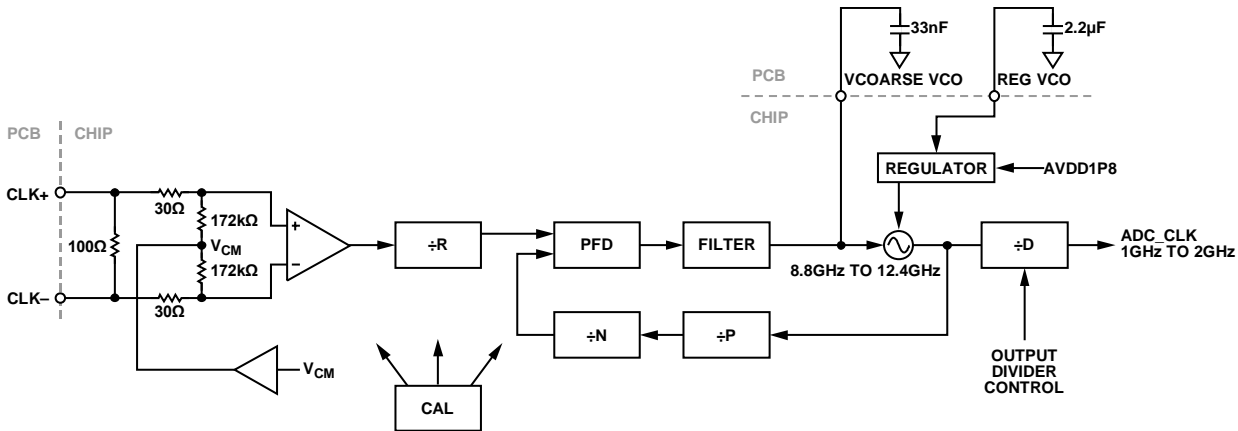 33nF
2.2µF
PCB
VCOARSE VCO
REG VCO
CHIP
PCB
CHIP
REGULATOR
AVDD1P8
CLK+
30Ω
172kΩ
100Ω
VCM
172kΩ
+
−
÷R
PFD
FILTER
8.8GHz TO 12.4GHz
÷D
ADC_CLK
1GHz TO 2GHz
CLK–
30Ω
÷N
÷P
VCM
CAL
OUTPUT
DIVIDER
CONTROL